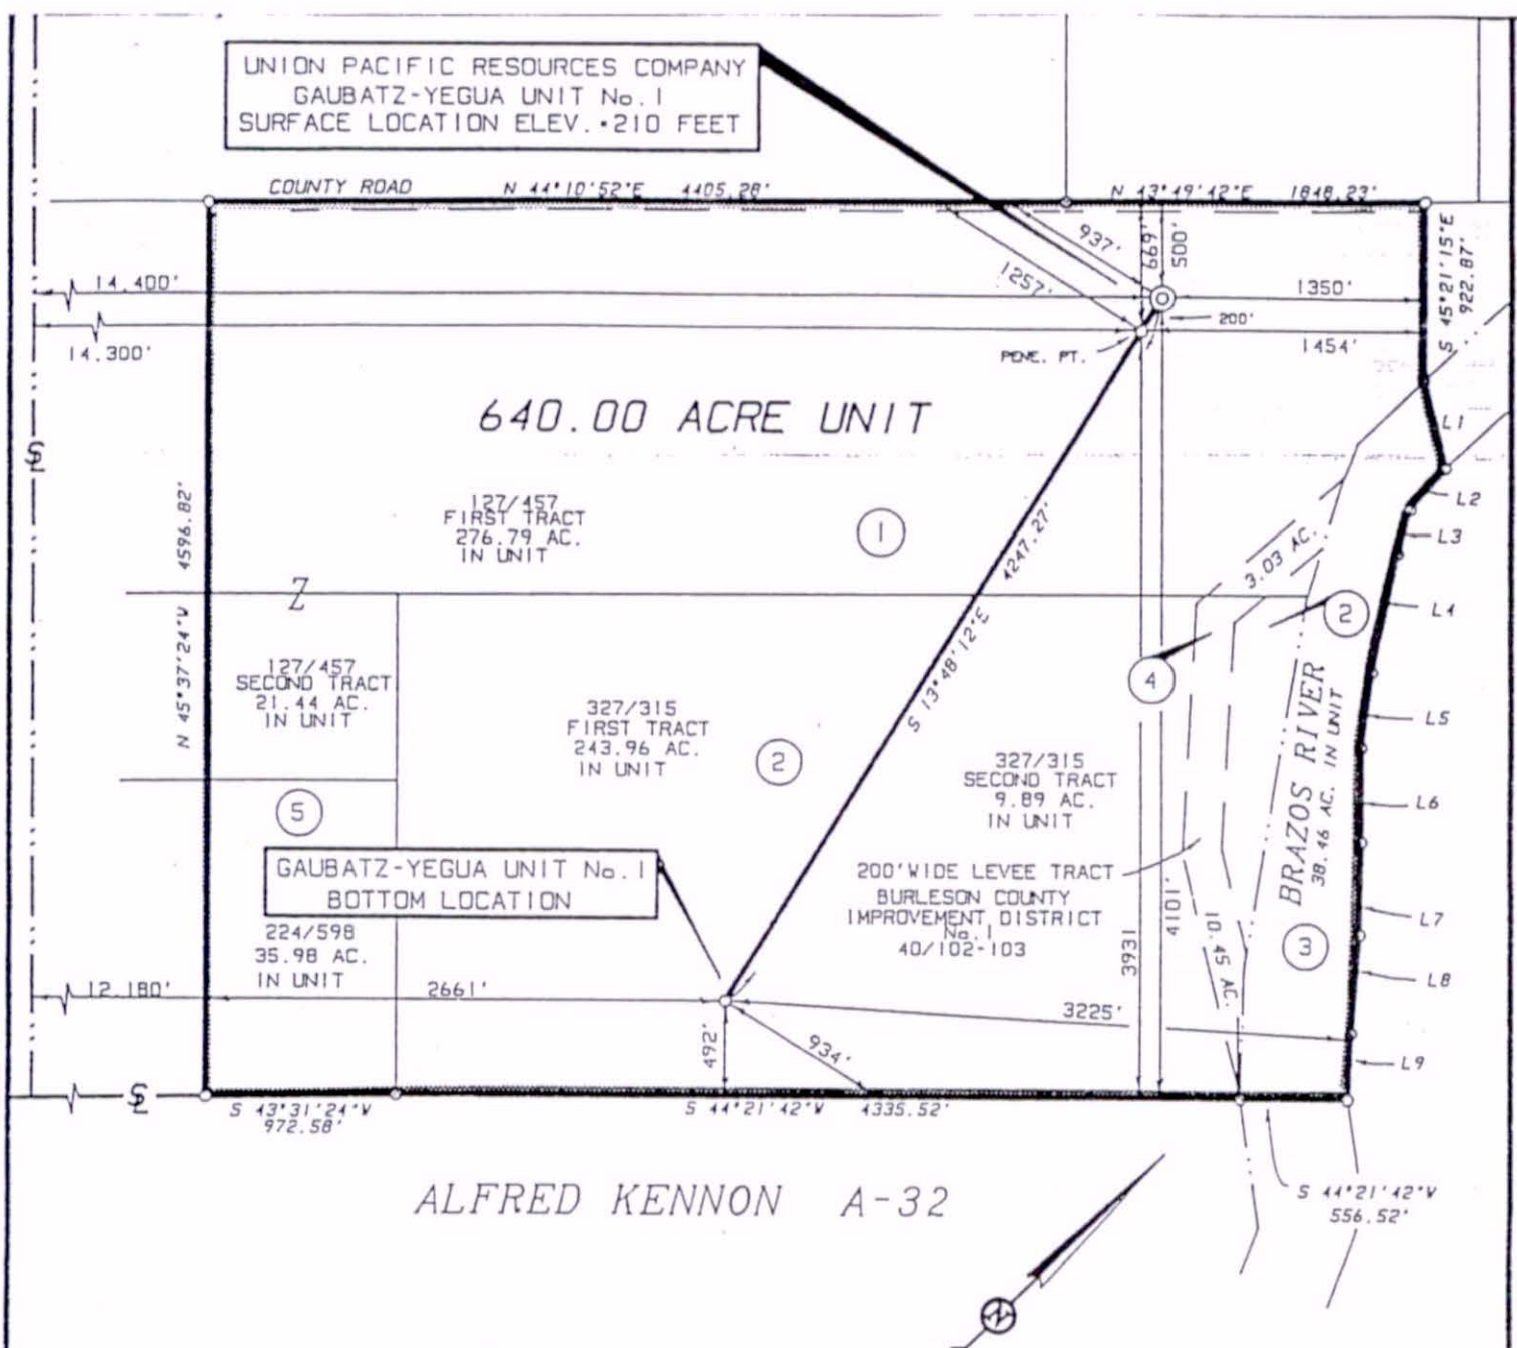 UNION PACIFIC RESOURCES COMPANY
GAUBATZ-YEGUA UNIT No. 1
SURFACE LOCATION ELEV. •210 FEET
COUNTY ROAD
N 44°10'52"E 4405.28'
N 43°49'42"E 1848.23'
S 45°21'15"E
922.87'
937'
669'
500'
1257'
14.400'
1350'
200'
14.300'
PENE. PT.
1454'
640.00 ACRE UNIT
L1
L2
L3
L4
L5
L6
L7
L8
L9
N 45°37'24"W 4596.82'
127/457
FIRST TRACT
276.79 AC.
IN UNIT
1
4247.27'
S 13°48'12"E
3.03 AC.
2
Z
127/457
SECOND TRACT
21.44 AC.
IN UNIT
327/315
FIRST TRACT
243.96 AC.
IN UNIT
2
4
327/315
SECOND TRACT
9.89 AC.
IN UNIT
BRAZOS RIVER
38.46 AC. IN UNIT
5
GAUBATZ-YEGUA UNIT No. 1
BOTTOM LOCATION
200' WIDE LEVEE TRACT
BURLESON COUNTY
IMPROVEMENT DISTRICT
No. 1
40/102-103
3931
4101'
10.45 AC.
3
224/598
35.98 AC.
IN UNIT
12.180'
2661'
3225'
492'
934'
S 43°31'24"W
972.58'
S 44°21'42"W 4335.52'
S 44°21'42"W
556.52'
ALFRED KENNON A-32
N